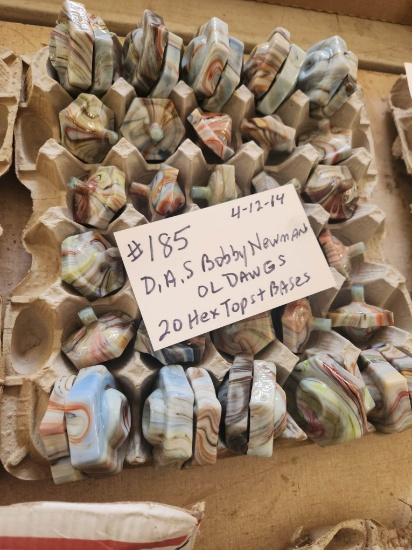 #185 4-12-14
D.A.S Bobby Newman
OL DAWGS
20 Hex Tops + Bases